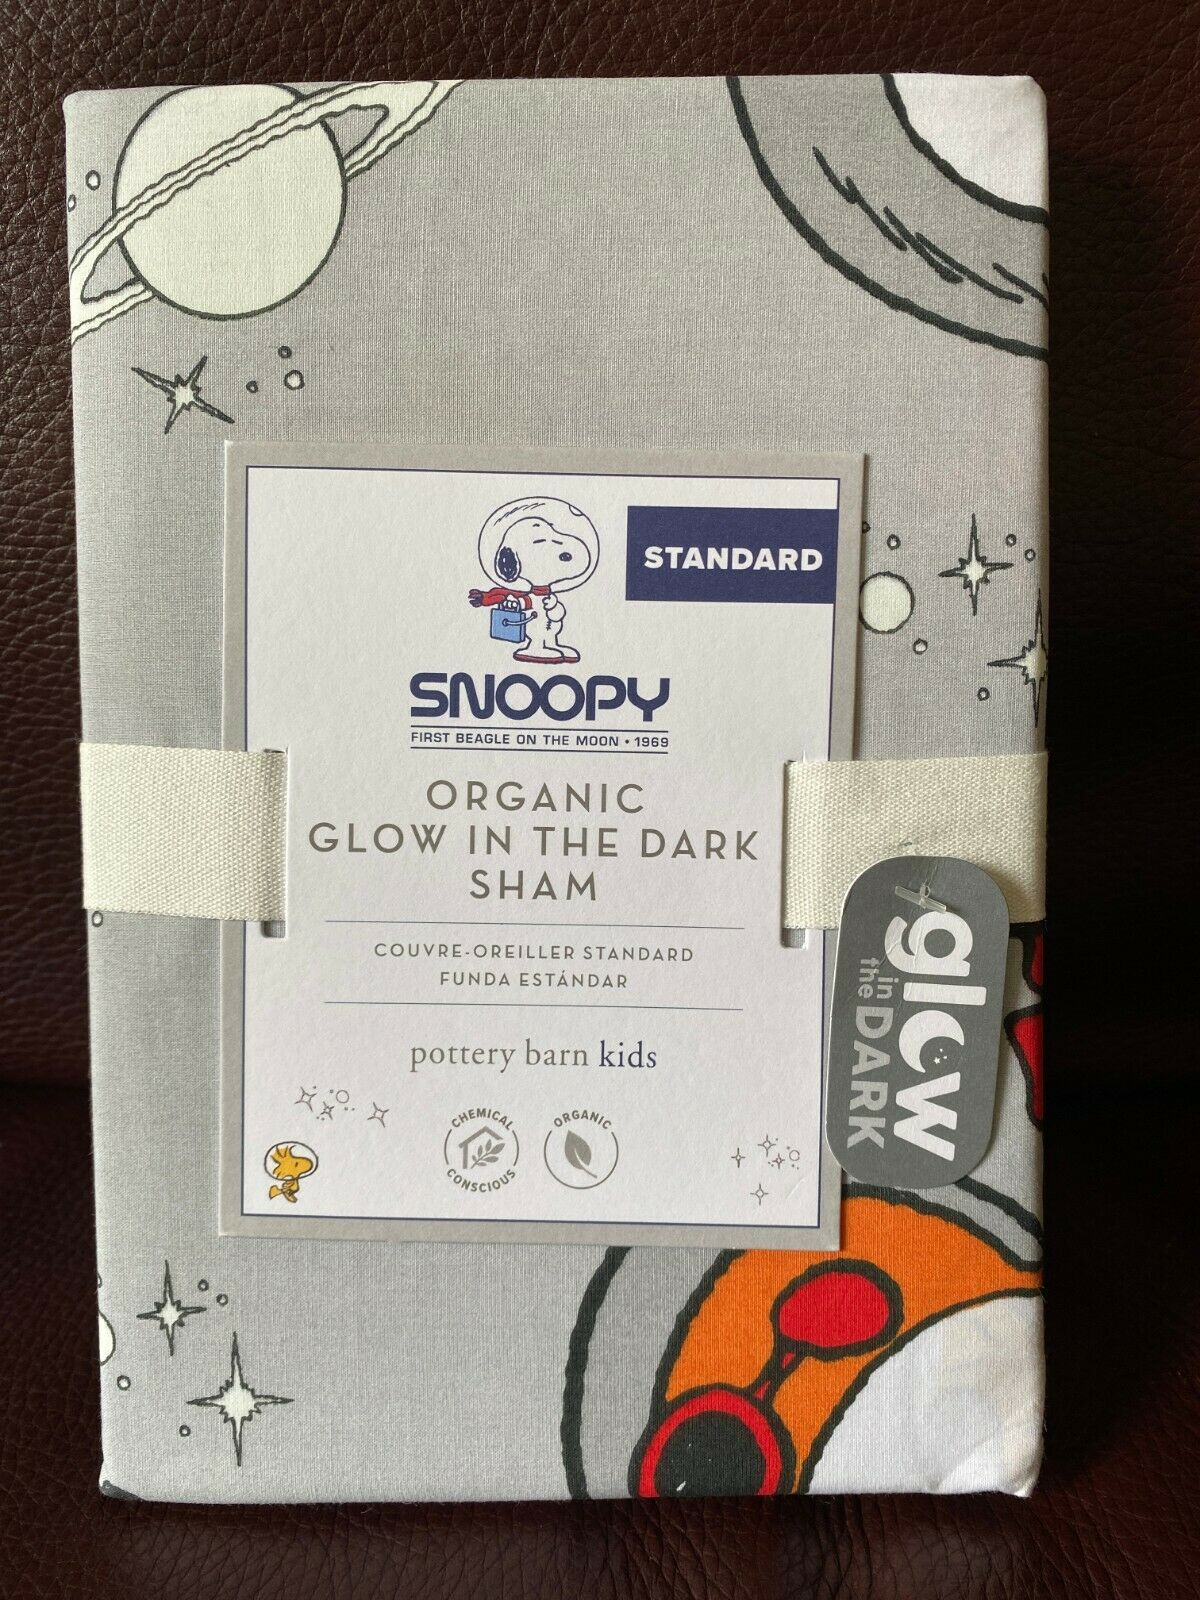 STANDARD
SNOOPY
FIRST BEAGLE ON THE MOON • 1969
ORGANIC
GLOW IN THE DARK
SHAM
COUVRE-OREILLER STANDARD
FUNDA ESTÁNDAR
pottery barn kids
CHEMICAL
CONSCIOUS
ORGANIC
glow
in
the
DARK